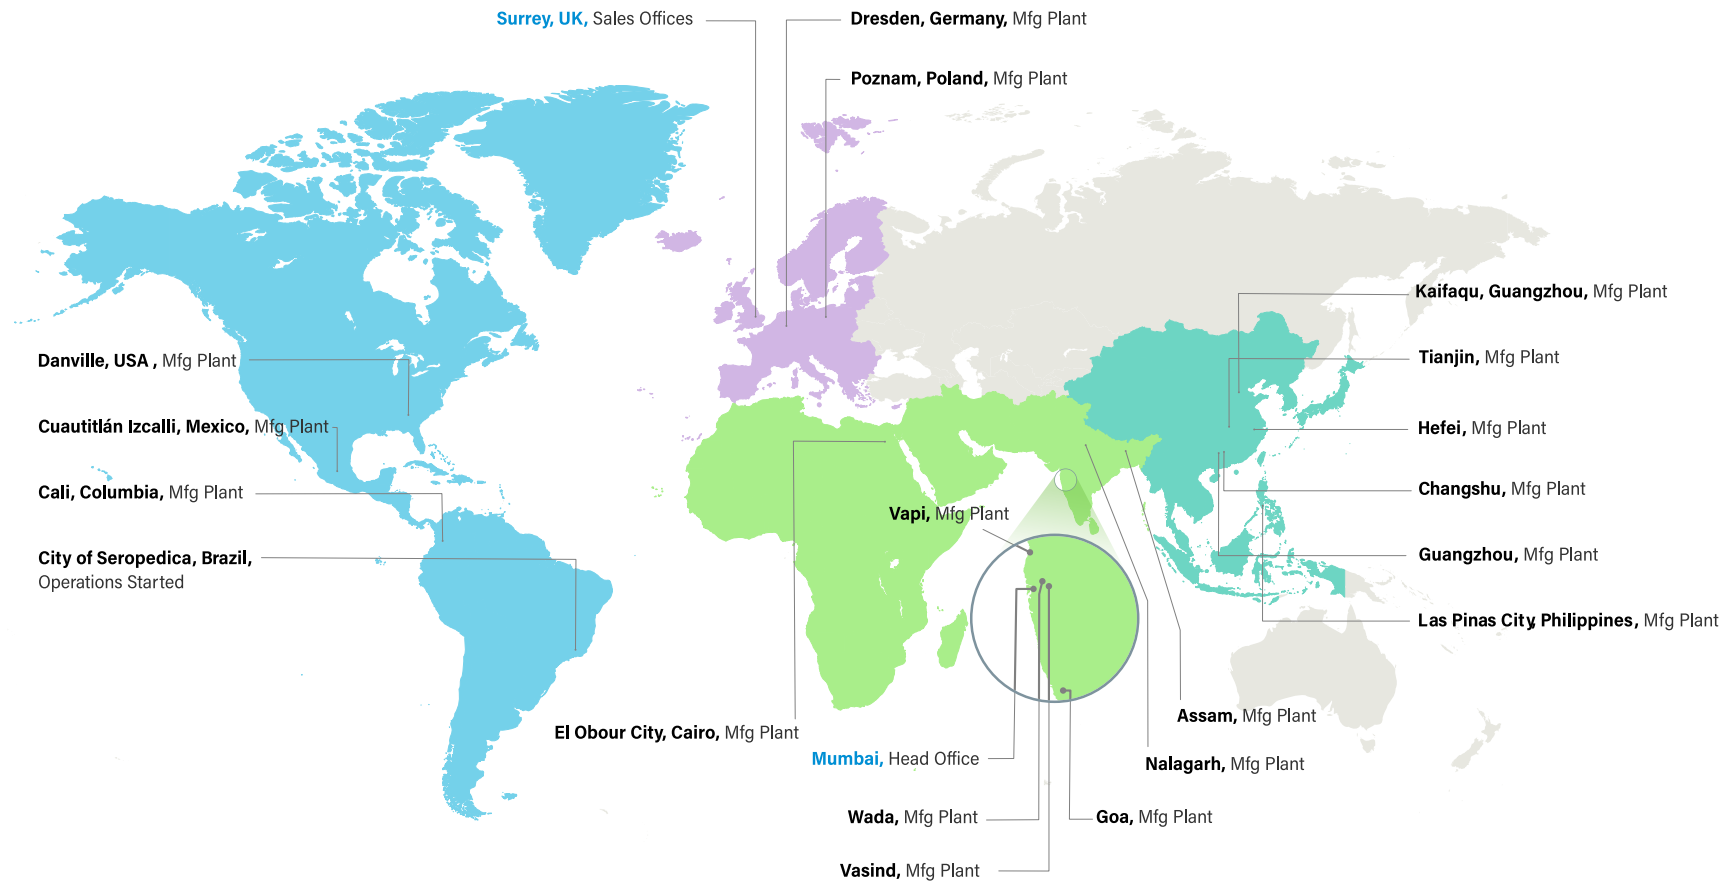 Surrey, UK, Sales Offices
Dresden, Germany, Mfg Plant
Poznam, Poland, Mfg Plant
Kaifaqu, Guangzhou, Mfg Plant
Danville, USA , Mfg Plant
Tianjin, Mfg Plant
Cuautitlán Izcalli, Mexico, Mfg Plant
Hefei, Mfg Plant
Cali, Columbia, Mfg Plant
Changshu, Mfg Plant
Vapi, Mfg Plant
City of Seropedica, Brazil,
Operations Started
Guangzhou, Mfg Plant
Las Pinas City, Philippines, Mfg Plant
Assam, Mfg Plant
El Obour City, Cairo, Mfg Plant
Mumbai, Head Office
Nalagarh, Mfg Plant
Wada, Mfg Plant
Goa, Mfg Plant
Vasind, Mfg Plant